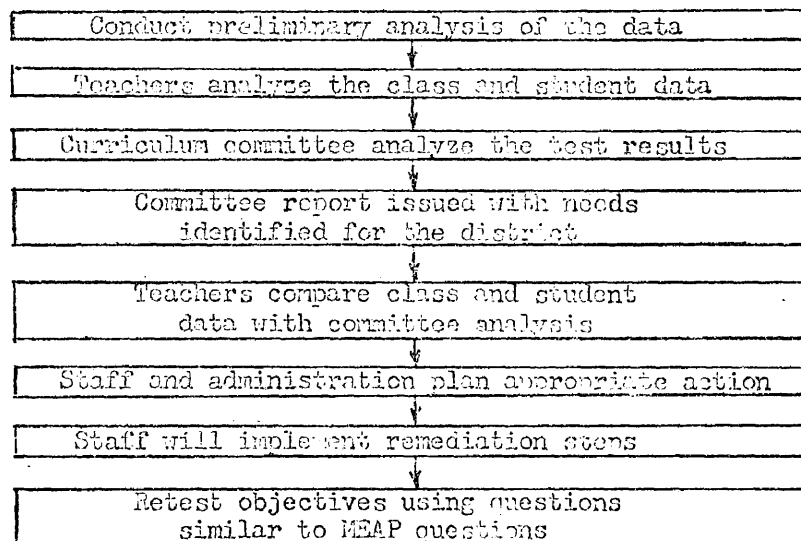 Conduct preliminary analysis of the data
Teachers analyze the class and student data
Curriculum committee analyze the test results
Committee report issued with needs
identified for the district
Teachers compare class and student
data with committee analysis
Staff and administration plan appropriate action
Staff will implement remediation steps
Retest objectives using questions
similar to MEAP questions